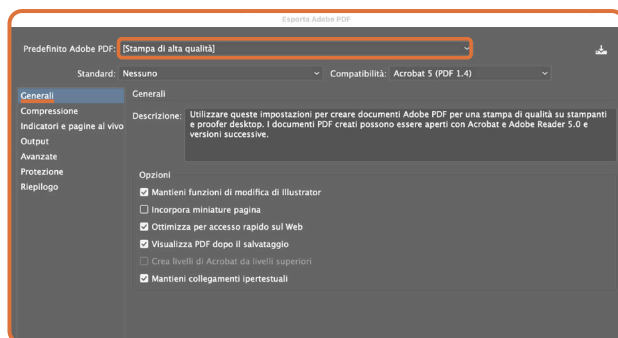 Esporta Adobe PDF
Predefinito Adobe PDF: [Stampa di alta qualità]
Standard: Nessuno Compatibilità: Acrobat 5 (PDF 1.4)
Generali
Compressione
Indicatori e pagine al vivo
Output
Avanzate
Protezione
Riepilogo
Generali
Descrizione: Utilizzare queste impostazioni per creare documenti Adobe PDF per una stampa di qualità su stampanti
e proofer desktop. I documenti PDF creati possono essere aperti con Acrobat e Adobe Reader 5.0 e
versioni successive.
Opzioni
Mantieni funzioni di modifica di Illustrator
Incorpora miniature pagina
Ottimizza per accesso rapido sul Web
Visualizza PDF dopo il salvataggio
Crea livelli di Acrobat da livelli superiori
Mantieni collegamenti ipertestuali